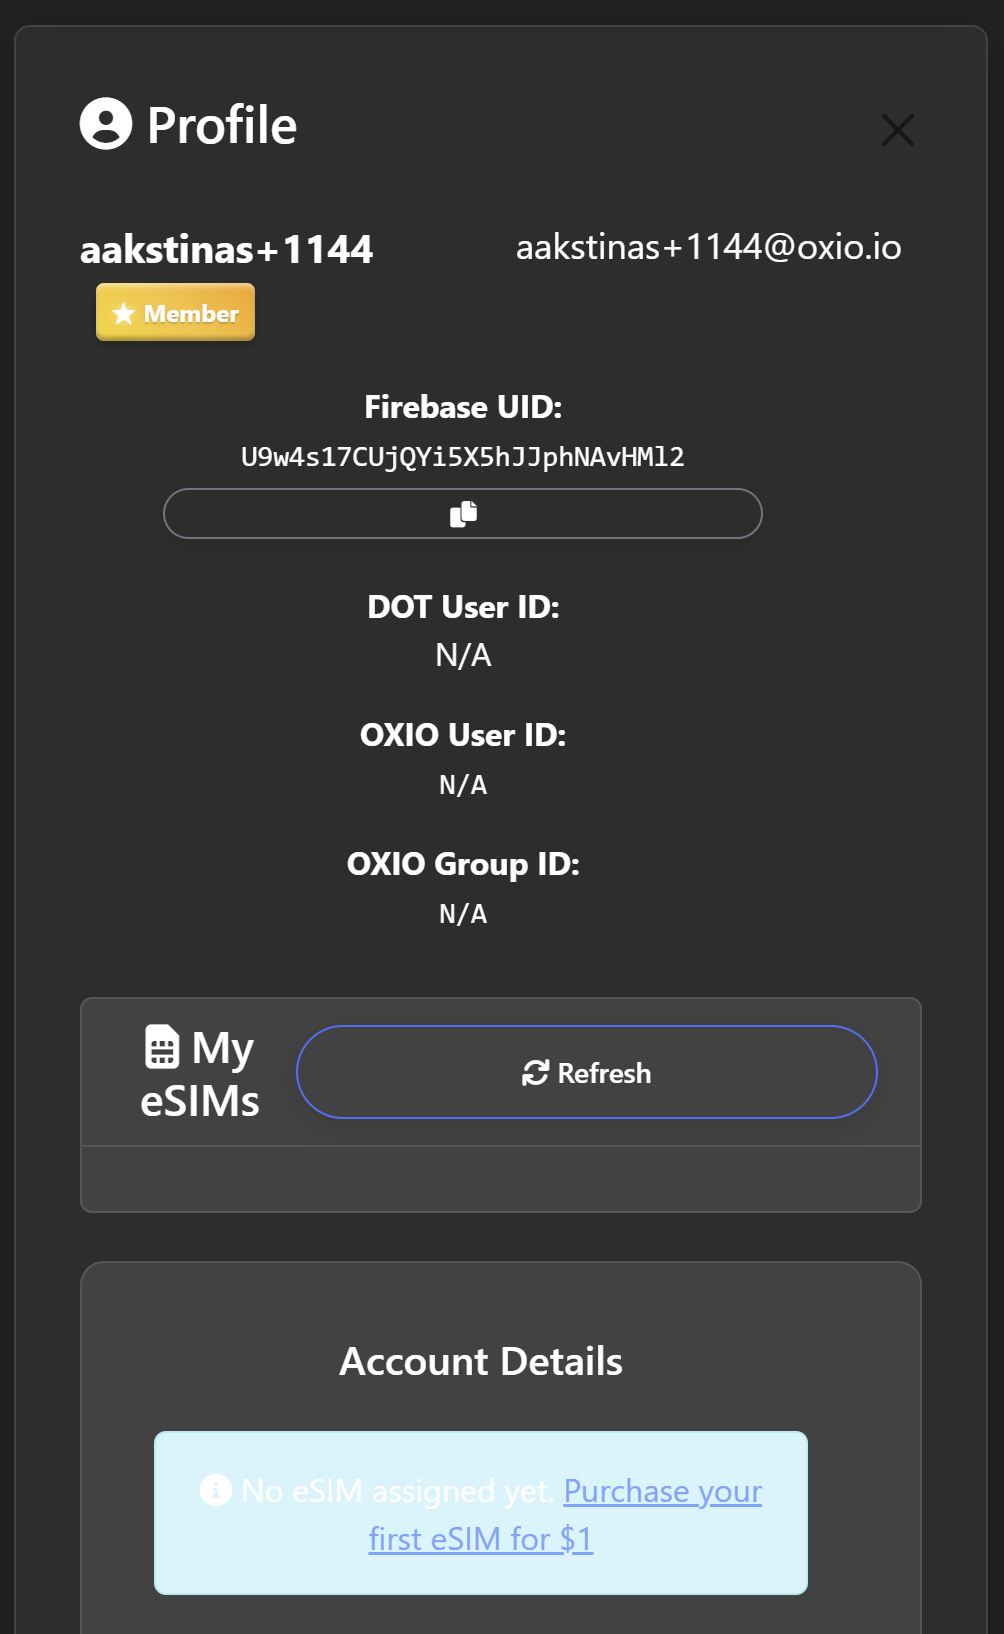 Profile
aakstinas+1144
aakstinas+1144@oxio.io
Member
Firebase UID:
U9w4s17CUjQYi5X5hJJphNAvHMl2
DOT User ID:
N/A
OXIO User ID:
N/A
OXIO Group ID:
N/A
My
eSIMs
Refresh
Account Details
No eSIM assigned yet. Purchase your
first eSIM for $1